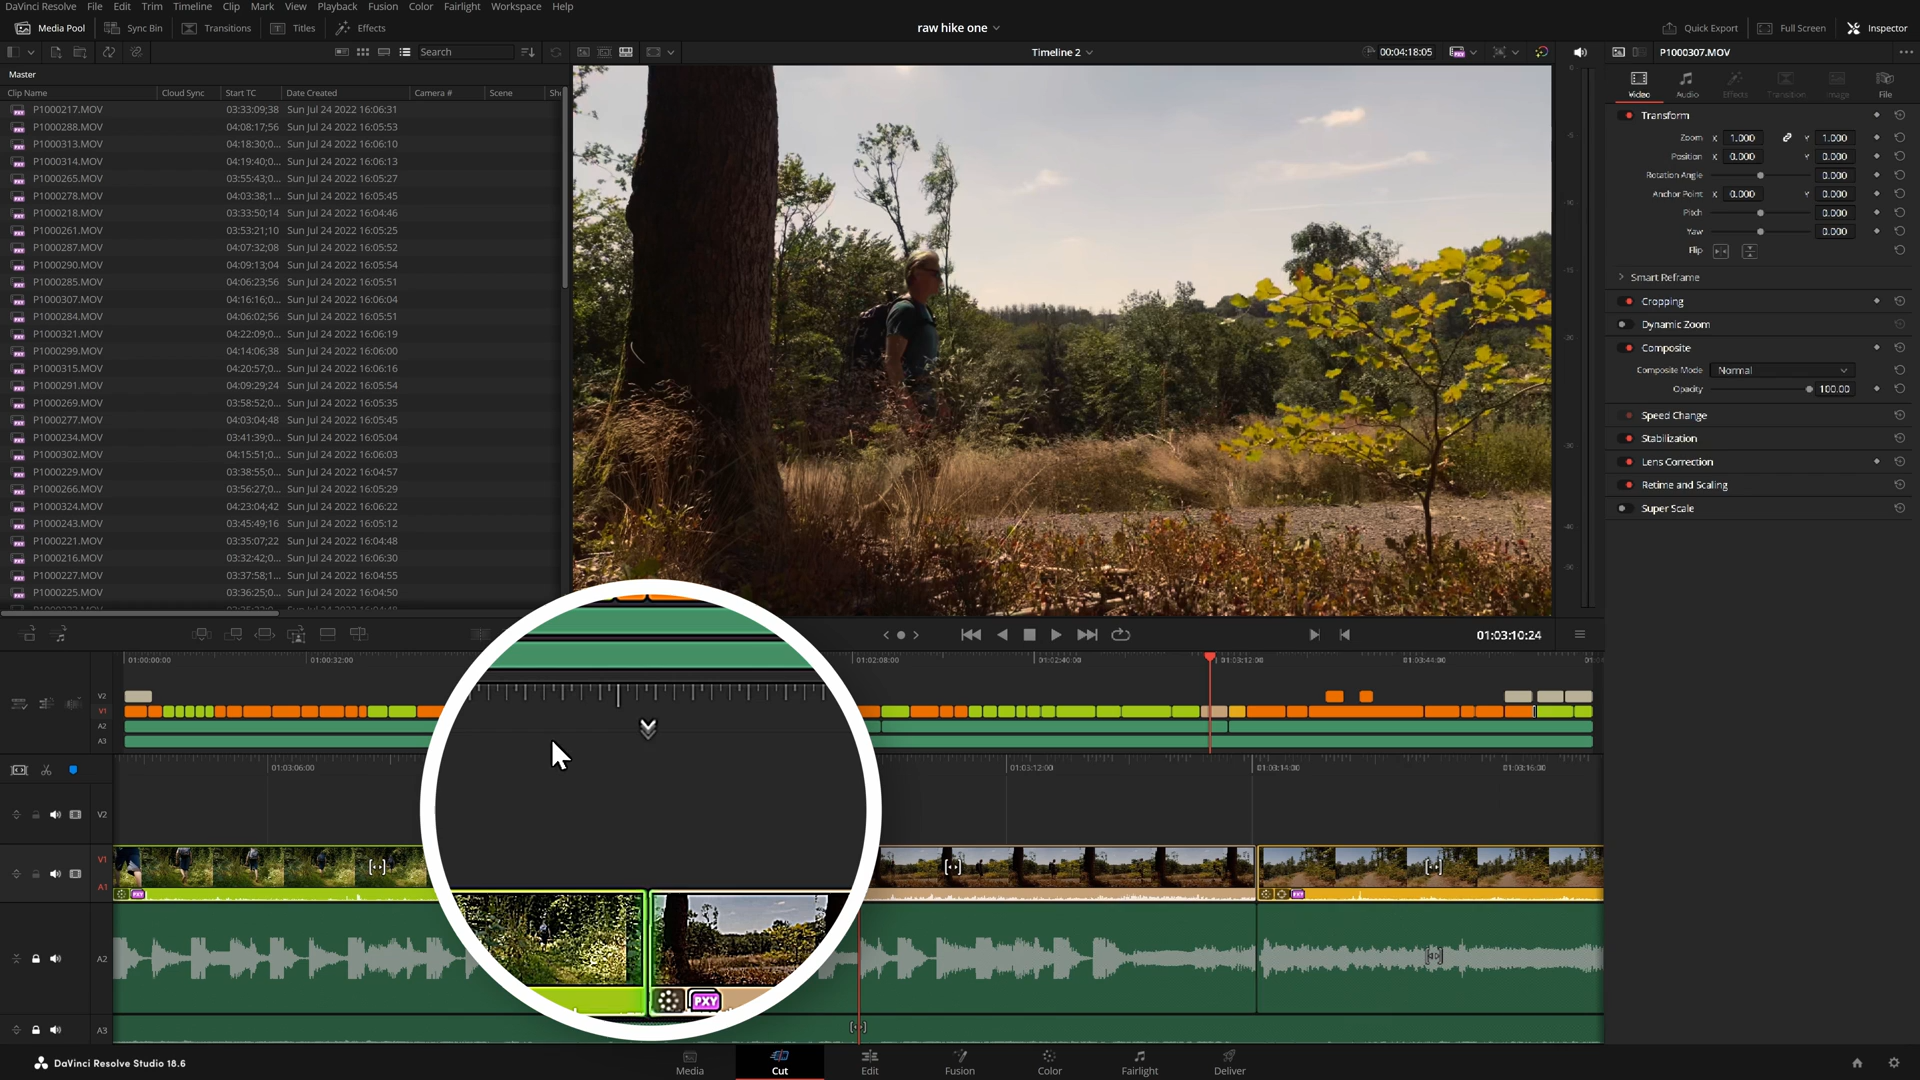 DaVinci Resolve File Edit Trim Timeline Clip Mark View Playback Fusion Color Fairlight Workspace Help
Media Pool Sync Bin Transitions Titles Effects raw hike one Quick Export Full Screen Inspector
Search Timeline 2 00:04:18:05 P1000307.MOV
Master
Clip Name Cloud Sync Start TC Date Created Camera # Scene Sh
P1000217.MOV 03:33:09;38 Sun Jul 24 2022 16:06:31
P1000288.MOV 04:08:17;56 Sun Jul 24 2022 16:05:53
P1000313.MOV 04:18:30;0... Sun Jul 24 2022 16:06:10
P1000314.MOV 04:19:40;0... Sun Jul 24 2022 16:06:13
P1000265.MOV 03:55:43;0... Sun Jul 24 2022 16:05:27
P1000278.MOV 04:03:38;1... Sun Jul 24 2022 16:05:45
P1000218.MOV 03:33:50;14 Sun Jul 24 2022 16:04:46
P1000261.MOV 03:53:21;10 Sun Jul 24 2022 16:05:25
P1000287.MOV 04:07:32;08 Sun Jul 24 2022 16:05:52
P1000290.MOV 04:09:13;04 Sun Jul 24 2022 16:05:54
P1000285.MOV 04:06:23;56 Sun Jul 24 2022 16:05:51
P1000307.MOV 04:16:16;0... Sun Jul 24 2022 16:06:04
P1000284.MOV 04:06:02;56 Sun Jul 24 2022 16:05:51
P1000321.MOV 04:22:09;0... Sun Jul 24 2022 16:06:19
P1000299.MOV 04:14:06;38 Sun Jul 24 2022 16:06:00
P1000315.MOV 04:20:57;0... Sun Jul 24 2022 16:06:16
P1000291.MOV 04:09:29;24 Sun Jul 24 2022 16:05:54
P1000269.MOV 03:58:52;0... Sun Jul 24 2022 16:05:35
P1000277.MOV 04:03:04;48 Sun Jul 24 2022 16:05:45
P1000234.MOV 03:41:39;0... Sun Jul 24 2022 16:05:04
P1000302.MOV 04:15:51;0... Sun Jul 24 2022 16:06:03
P1000229.MOV 03:38:55;0... Sun Jul 24 2022 16:04:57
P1000266.MOV 03:56:27;0... Sun Jul 24 2022 16:05:29
P1000324.MOV 04:23:04;42 Sun Jul 24 2022 16:06:22
P1000243.MOV 03:45:49;16 Sun Jul 24 2022 16:05:12
P1000221.MOV 03:35:07;22 Sun Jul 24 2022 16:04:48
P1000216.MOV 03:32:42;0... Sun Jul 24 2022 16:06:30
P1000227.MOV 03:37:58;1... Sun Jul 24 2022 16:04:55
P1000225.MOV 03:36:25;0... Sun Jul 24 2022 16:04:50
Video Audio Effects Transition Image File
Transform
Zoom X 1.000 Y 1.000
Position X 0.000 Y 0.000
Rotation Angle 0.000
Anchor Point X 0.000 Y 0.000
Pitch 0.000
Yaw 0.000
Flip
Smart Reframe
Cropping
Dynamic Zoom
Composite
Composite Mode Normal
Opacity 100.00
Speed Change
Stabilization
Lens Correction
Retime and Scaling
Super Scale
01:03:10:24
01:00:00:00 01:00:32:00 01:02:08:00 01:02:40:00 01:03:12:00 01:03:44:00
V2
V1
A2
A3
01:03:06:00 01:03:12:00 01:03:14:00 01:03:16:00
V2
V1
A1
PXY
A2
A3
DaVinci Resolve Studio 18.6 Media Cut Edit Fusion Color Fairlight Deliver